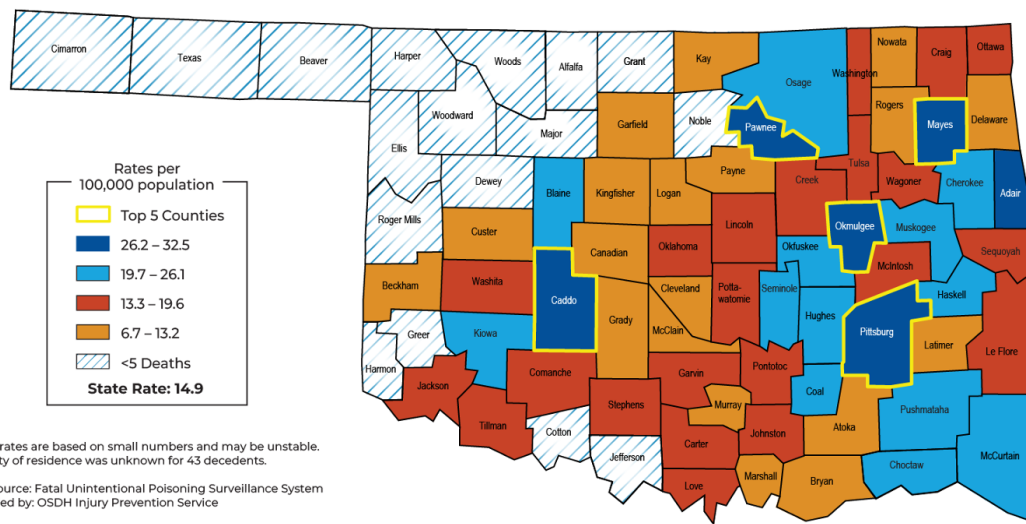 Cimarron
Texas
Beaver
Harper
Woods
Alfalfa
Grant
Kay
Nowata
Craig
Ottawa
Washington
Osage
Woodward
Major
Garfield
Noble
Pawnee
Rogers
Mayes
Delaware
Ellis
Dewey
Blaine
Kingfisher
Logan
Payne
Creek
Tulsa
Wagoner
Cherokee
Adair
Roger Mills
Custer
Canadian
Oklahoma
Lincoln
Okfuskee
Okmulgee
Muskogee
Sequoyah
Beckham
Washita
Caddo
Cleveland
Potta-
watomie
Seminole
McIntosh
Haskell
Greer
Kiowa
Grady
McClain
Hughes
Pittsburg
Latimer
Le Flore
Harmon
Jackson
Comanche
Garvin
Pontotoc
Coal
Pushmataha
Tillman
Stephens
Murray
Johnston
Atoka
McCurtain
Cotton
Jefferson
Carter
Love
Marshall
Bryan
Choctaw
Rates per
100,000 population
Top 5 Counties
26.2 – 32.5
19.7 – 26.1
13.3 – 19.6
6.7 – 13.2
<5 Deaths
State Rate: 14.9
rates are based on small numbers and may be unstable.
ty of residence was unknown for 43 decedents.
ource: Fatal Unintentional Poisoning Surveillance System
ed by: OSDH Injury Prevention Service